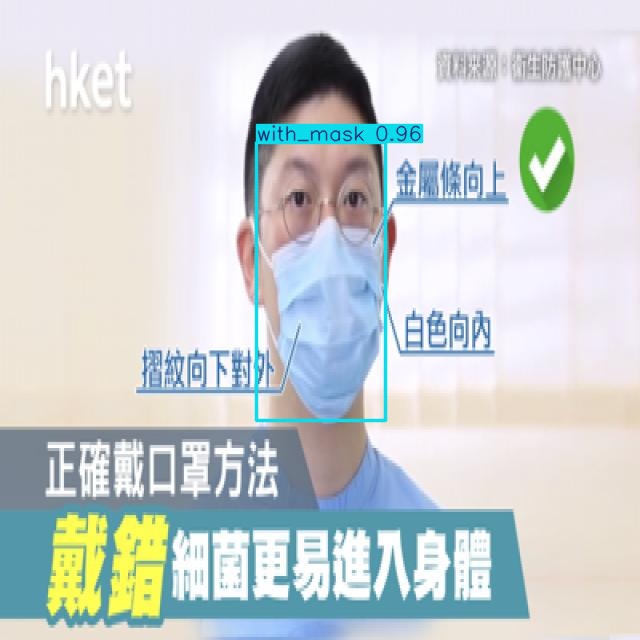 hket
資料來源：衞生防護中心
with_mask 0.96
金屬條向上
白色向內
摺紋向下對外
正確戴口罩方法
戴錯細菌更易進入身體